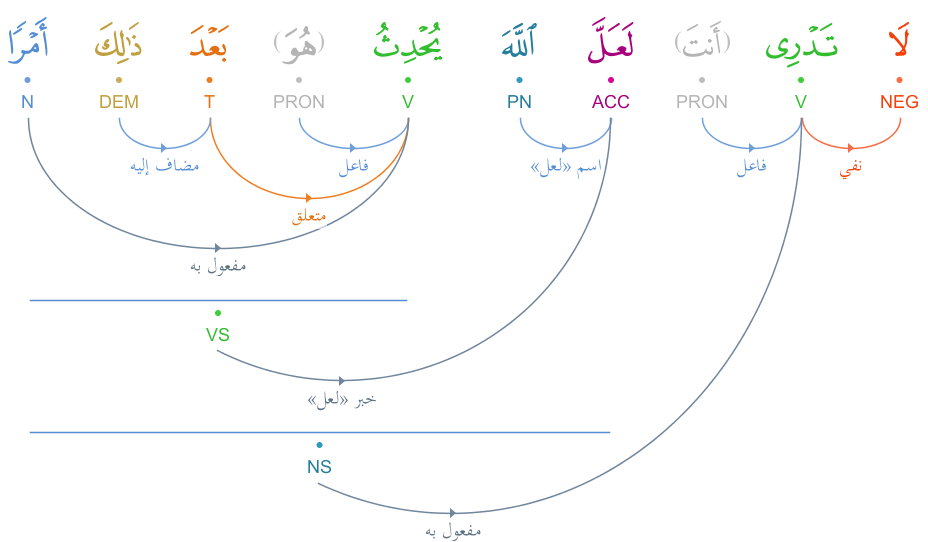 لَا تَدْرِى (أَنتَ) لَعَلَّ ٱللَّهَ يُحْدِثُ (هُوَ) بَعْدَ ذَٰلِكَ أَمْرًا
NEG V PRON ACC PN V PRON T DEM N
نفي فاعل اسم «لعل» فاعل مضاف إليه
متعلق
مفعول به
VS
خبر «لعل»
NS
مفعول به